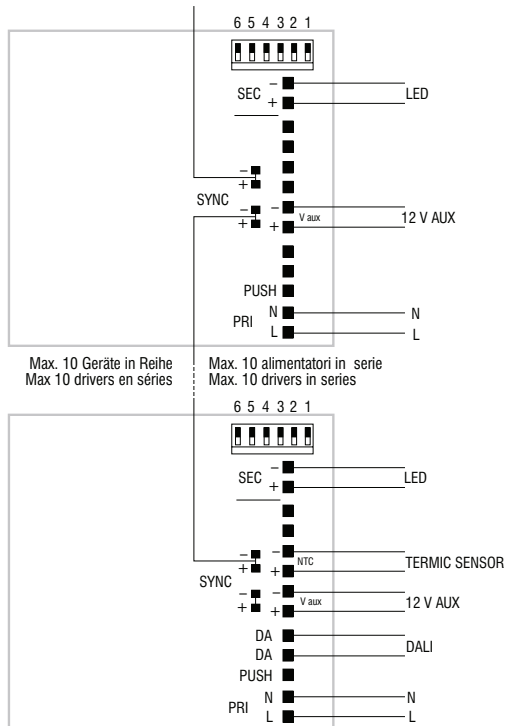 6 5 4 3 2 1
SEC
−
+
LED
−
+
SYNC
−
+
−
+
V aux
12 V AUX
PUSH
PRI
N
L
N
L
Max. 10 Geräte in Reihe
Max 10 drivers en séries
Max. 10 alimentatori in serie
Max. 10 drivers in series
6 5 4 3 2 1
SEC
−
+
LED
−
+
NTC
TERMIC SENSOR
−
+
SYNC
−
+
−
+
V aux
12 V AUX
DA
DA
DALI
PUSH
PRI
N
L
N
L